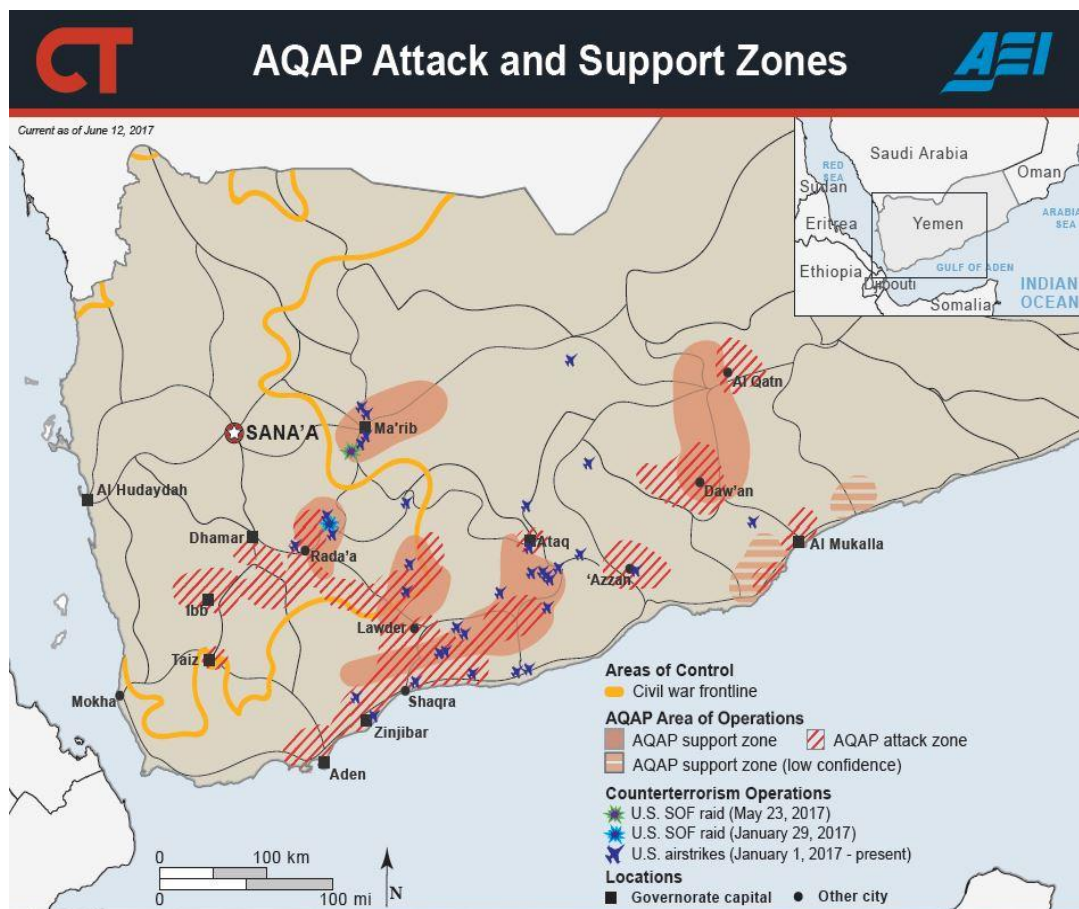 CT
AQAP Attack and Support Zones
AEI
Current as of June 12, 2017
Saudi Arabia
RED
SEA
Oman
Sudan
ARABIA
SEA
Eritrea
Yemen
Ethiopia
GULF OF ADEN
Djibouti
INDIAN
OCEAN
Somalia
Al Qatn
Ma'rib
SANA'A
Daw'an
Al Hudaydah
Dhamar
Rada'a
Ataq
Al Mukalla
'Azzan
Ibb
Lawder
Taiz
Mokha
Shaqra
Zinjibar
Aden
Areas of Control
Civil war frontline
AQAP Area of Operations
AQAP support zone
AQAP attack zone
AQAP support zone (low confidence)
Counterterrorism Operations
U.S. SOF raid (May 23, 2017)
U.S. SOF raid (January 29, 2017)
U.S. airstrikes (January 1, 2017 - present)
Locations
Governorate capital
Other city
0 100 km
0 100 mi
N